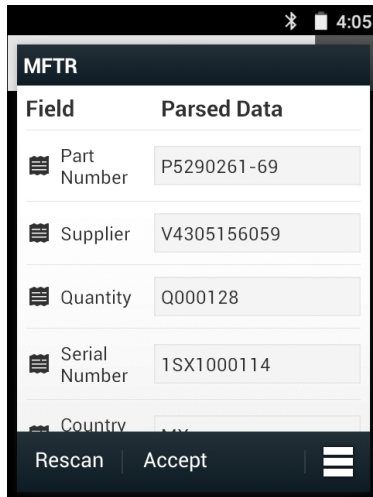 4:05
MFTR
Field Parsed Data
Part
Number
P5290261-69
Supplier V4305156059
Quantity Q000128
Serial
Number
1SX1000114
Country
Rescan Accept